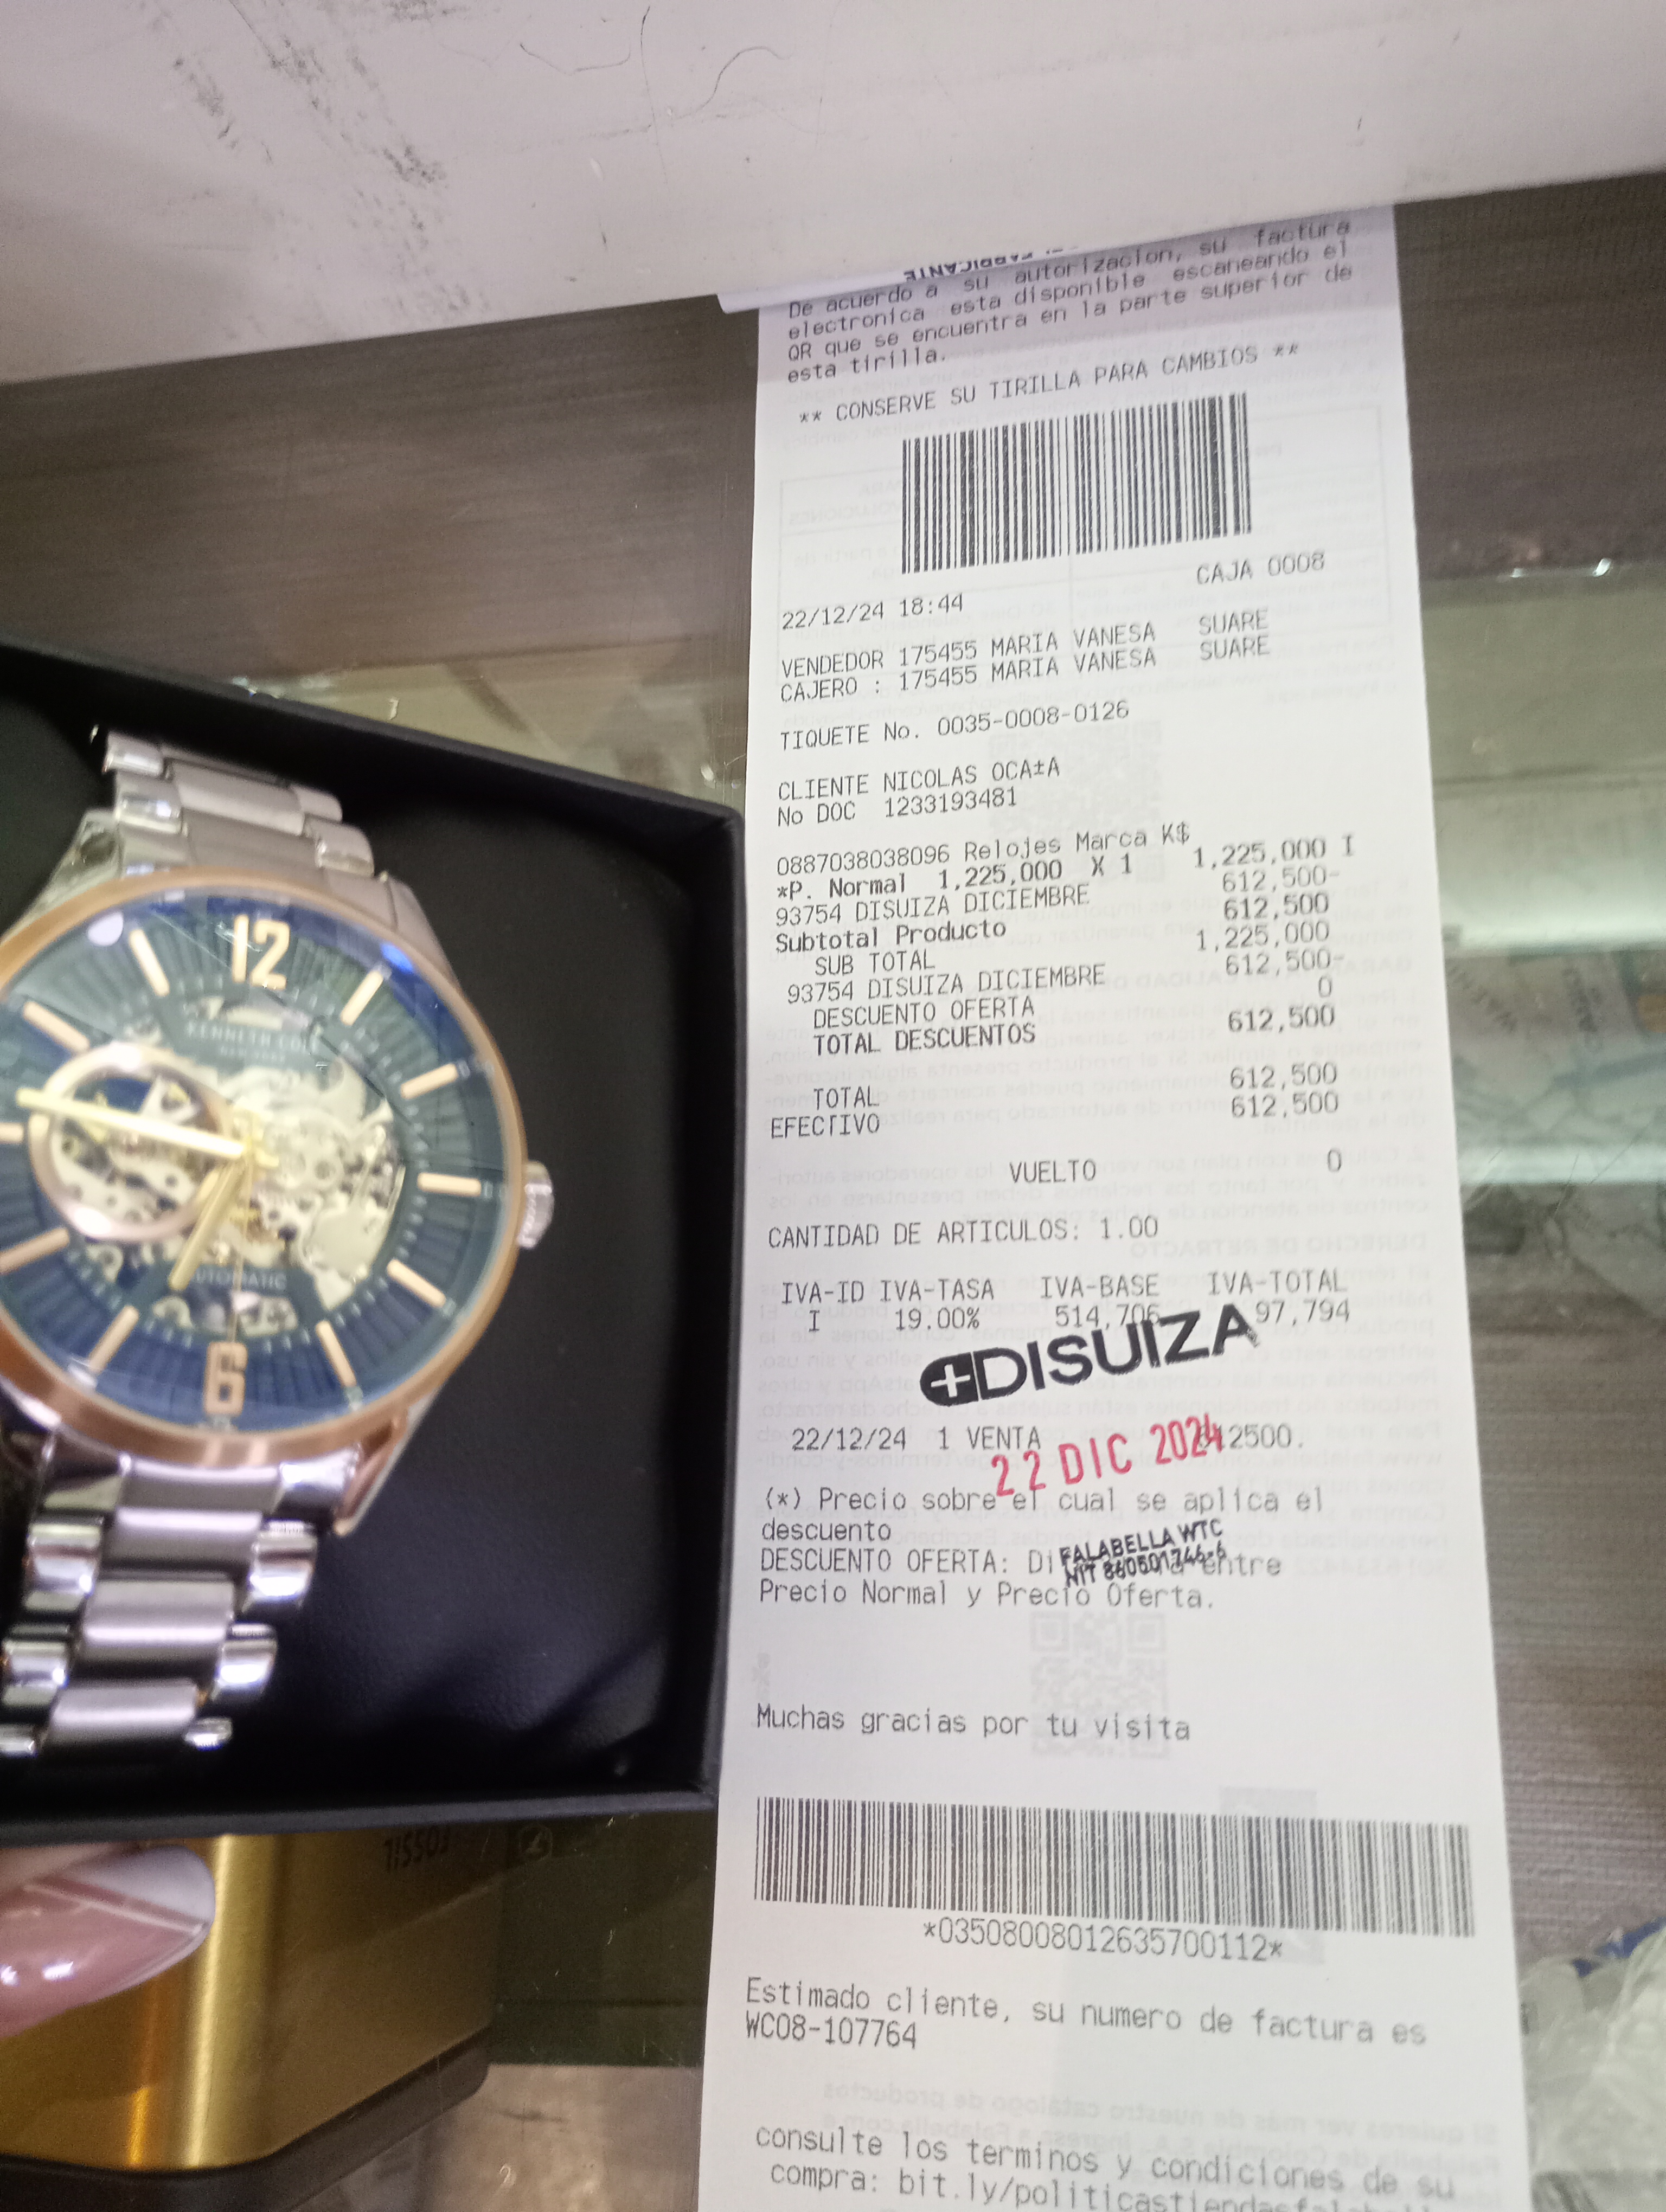 FABRICANTE
De acuerdo a su autorizacion, su factura
electronica esta disponible escaneando el
QR que se encuentra en la parte superior de
esta tirilla.
** CONSERVE SU TIRILLA PARA CAMBIOS **
CAJA 0008
22/12/24 18:44
VENDEDOR 175455 MARIA VANESA SUARE
CAJERO : 175455 MARIA VANESA SUARE
TIQUETE No. 0035-0008-0126
CLIENTE NICOLAS OCA±A
No DOC 1233193481
0887038038096 Relojes Marca K$
*P. Normal 1,225,000 X 1 1,225,000 I
93754 DISUIZA DICIEMBRE 612,500-
Subtotal Producto 612,500
SUB TOTAL 1,225,000
93754 DISUIZA DICIEMBRE 612,500-
DESCUENTO OFERTA 0
TOTAL DESCUENTOS 612,500
TOTAL 612,500
EFECTIVO 612,500
VUELTO 0
CANTIDAD DE ARTICULOS: 1.00
IVA-ID IVA-TASA IVA-BASE IVA-TOTAL
I 19.00% 514,706 97,794
DISUIZA
22/12/24 1 VENTA 612500.
22 DIC 2024
(*) Precio sobre el cual se aplica el
descuento
FALABELLA WTC
NIT 860501746-6
DESCUENTO OFERTA: entre
Precio Normal y Precio Oferta.
Muchas gracias por tu visita
*03508008012635700112*
Estimado cliente, su numero de factura es
WC08-107764
consulte los terminos y condiciones de su
compra:
12
KENNETH COLE
AUTOMATIC
6
FOSSIL